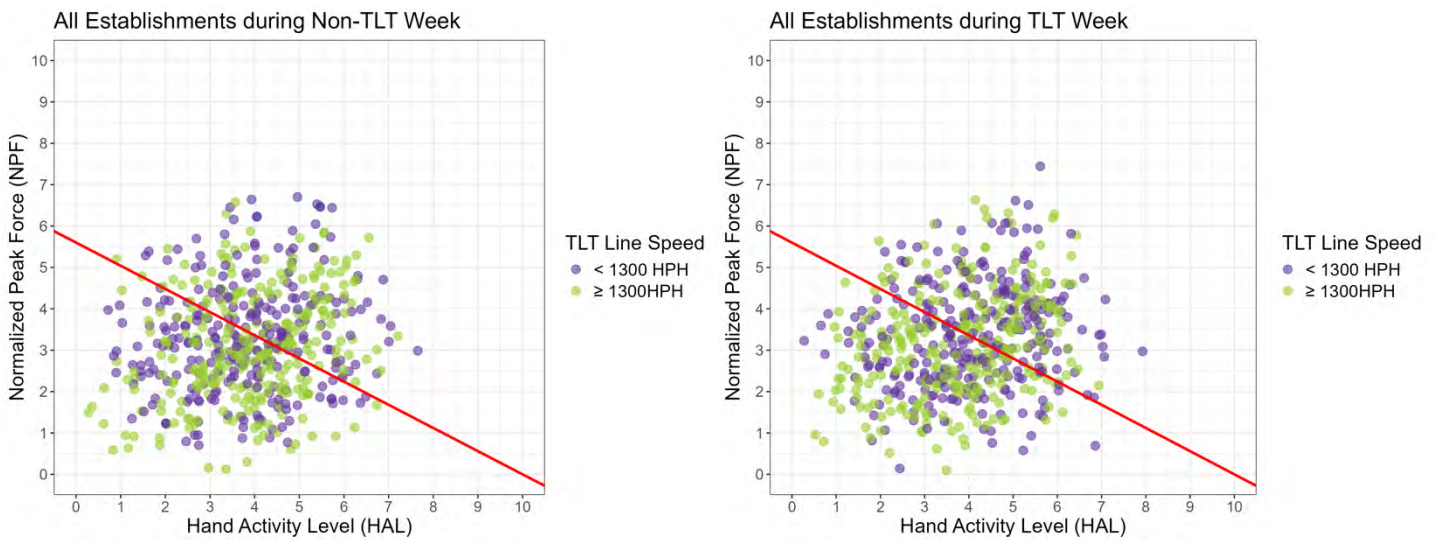 All Establishments during Non-TLT Week
10
9
8
7
6
5
4
3
2
1
0
Normalized Peak Force (NPF)
0 1 2 3 4 5 6 7 8 9 10
Hand Activity Level (HAL)
TLT Line Speed
< 1300 HPH
≥ 1300HPH
All Establishments during TLT Week
10
9
8
7
6
5
4
3
2
1
0
Normalized Peak Force (NPF)
0 1 2 3 4 5 6 7 8 9 10
Hand Activity Level (HAL)
TLT Line Speed
< 1300 HPH
≥ 1300HPH